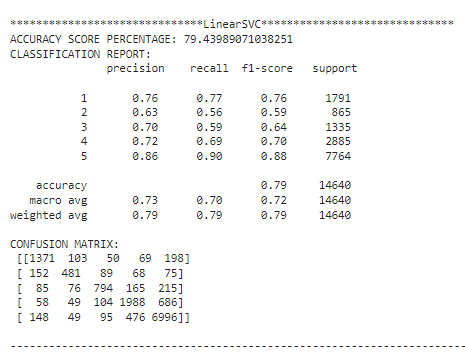 ******************************LinearSVC******************************
ACCURACY SCORE PERCENTAGE: 79.43989071038251
CLASSIFICATION REPORT:
              precision    recall  f1-score   support

           1       0.76      0.77      0.76      1791
           2       0.63      0.56      0.59       865
           3       0.70      0.59      0.64      1335
           4       0.72      0.69      0.70      2885
           5       0.86      0.90      0.88      7764

    accuracy                           0.79     14640
   macro avg       0.73      0.70      0.72     14640
weighted avg       0.79      0.79      0.79     14640

CONFUSION MATRIX:
 [[1371  103   50   69  198]
 [ 152  481   89   68   75]
 [  85   76  794  165  215]
 [  58   49  104 1988  686]
 [ 148   49   95  476 6996]]

----------------------------------------------------------------------